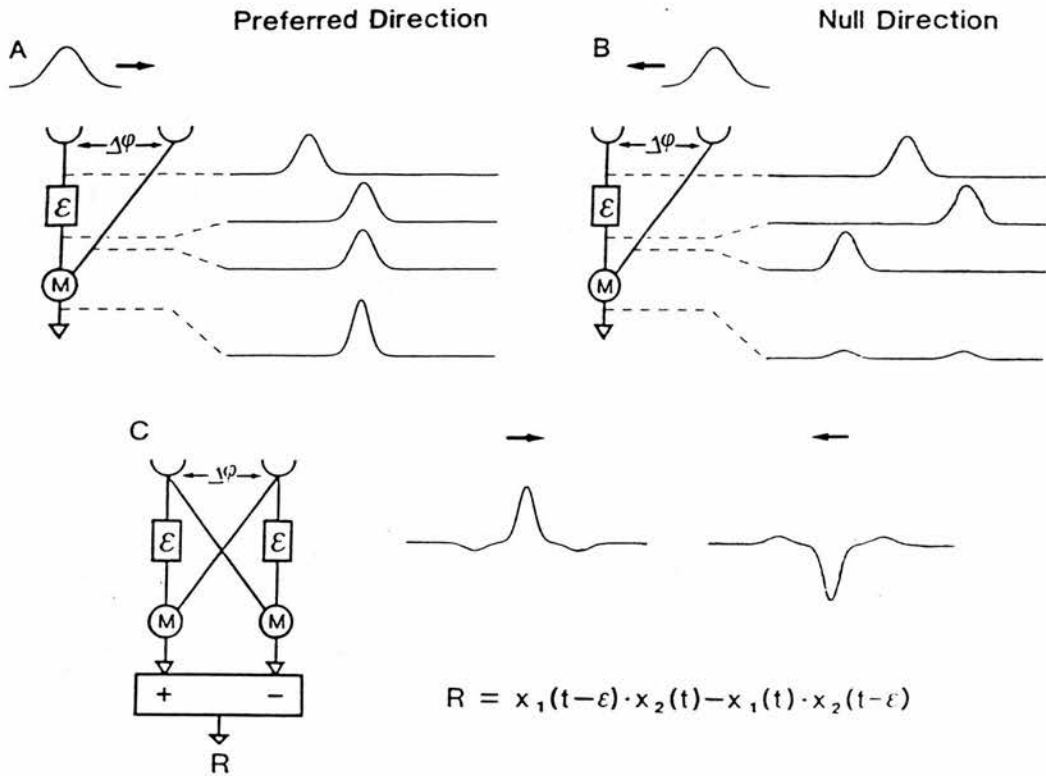 Preferred Direction
Null Direction
A
B
Δφ
Δφ
ε
ε
M
M
C
Δφ
ε
ε
M
M
+
−
R
R = x₁(t−ε)·x₂(t)−x₁(t)·x₂(t−ε)